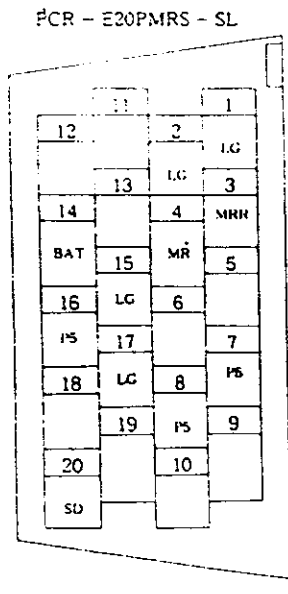 PCR - E20PMRS - SL
11 1
12 2
LG
LG
13 3
14 4 MRR
BAT MR
15 5
16 LG 6
PS 17 7
LG PS
18 8
19 PS 9
20 10
SD